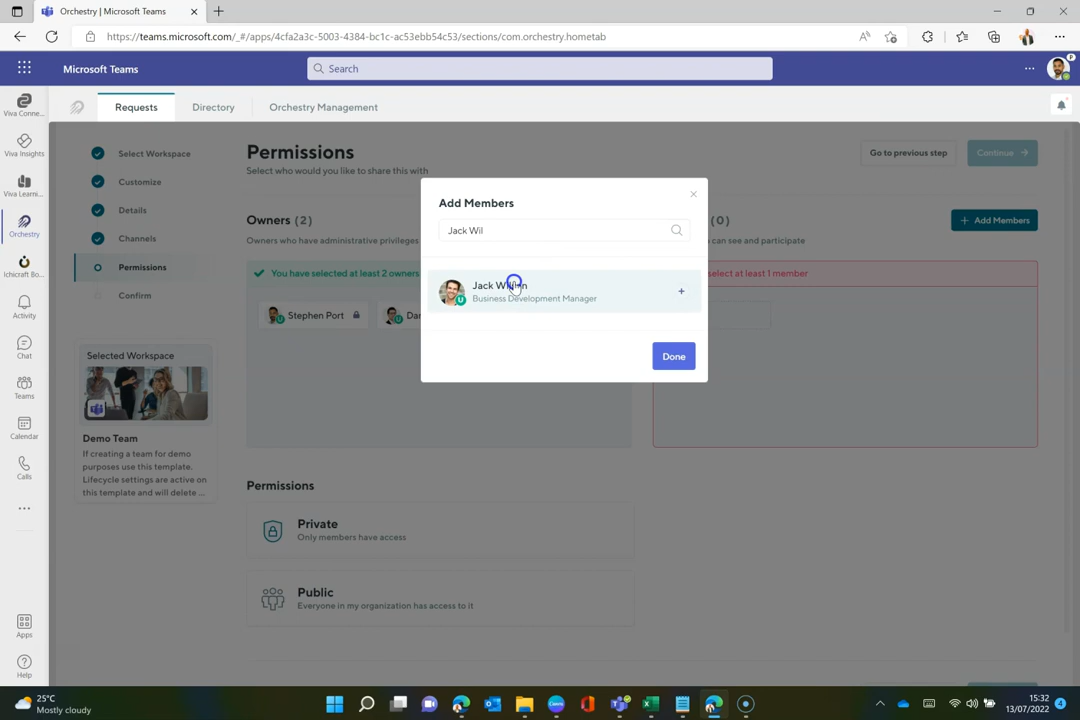 Orchestry | Microsoft Teams
https://teams.microsoft.com/_#/apps/4cfa2a3c-5003-4384-bc1c-ac53ebb54c53/sections/com.orchestry.hometab
Microsoft Teams
Search
Requests
Directory
Orchestry Management
Viva Conne...
Viva Insights
Viva Learni...
Orchestry
Ichicraft Bo...
Activity
Chat
Teams
Calendar
Calls
Apps
Help
Select Workspace
Customize
Details
Channels
Permissions
Confirm
Selected Workspace
Demo Team
If creating a team for demo
purposes use this template.
Lifecycle settings are active on
this template and will delete ...
Permissions
Select who would you like to share this with
Go to previous step
Continue
Owners (2)
Owners who have administrative privileges
You have selected at least 2 owners
Stephen Port
(0)
can see and participate
Add Members
select at least 1 member
Add Members
Jack Wil
Jack
Business Development Manager
Done
Permissions
Private
Only members have access
Public
Everyone in my organization has access to it
25°C
Mostly cloudy
15:32
13/07/2022
4